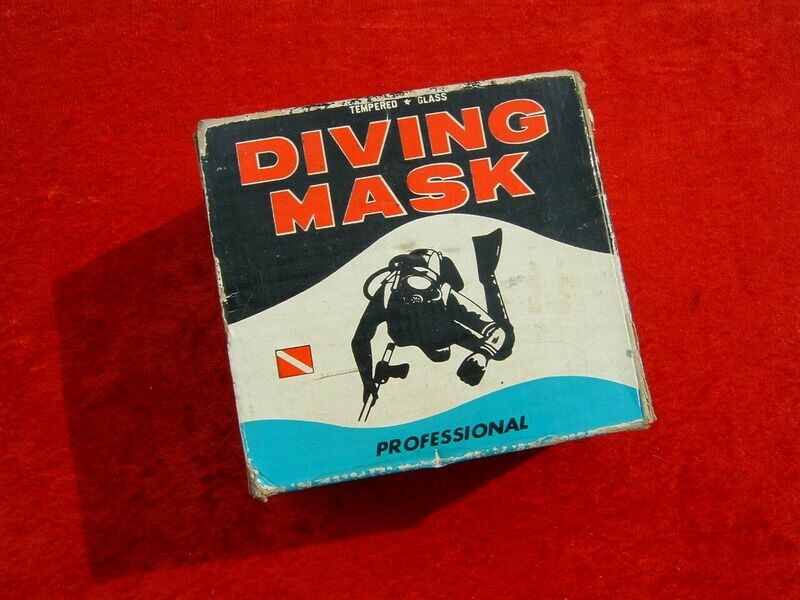 TEMPERED ★ GLASS
DIVING
MASK
PROFESSIONAL